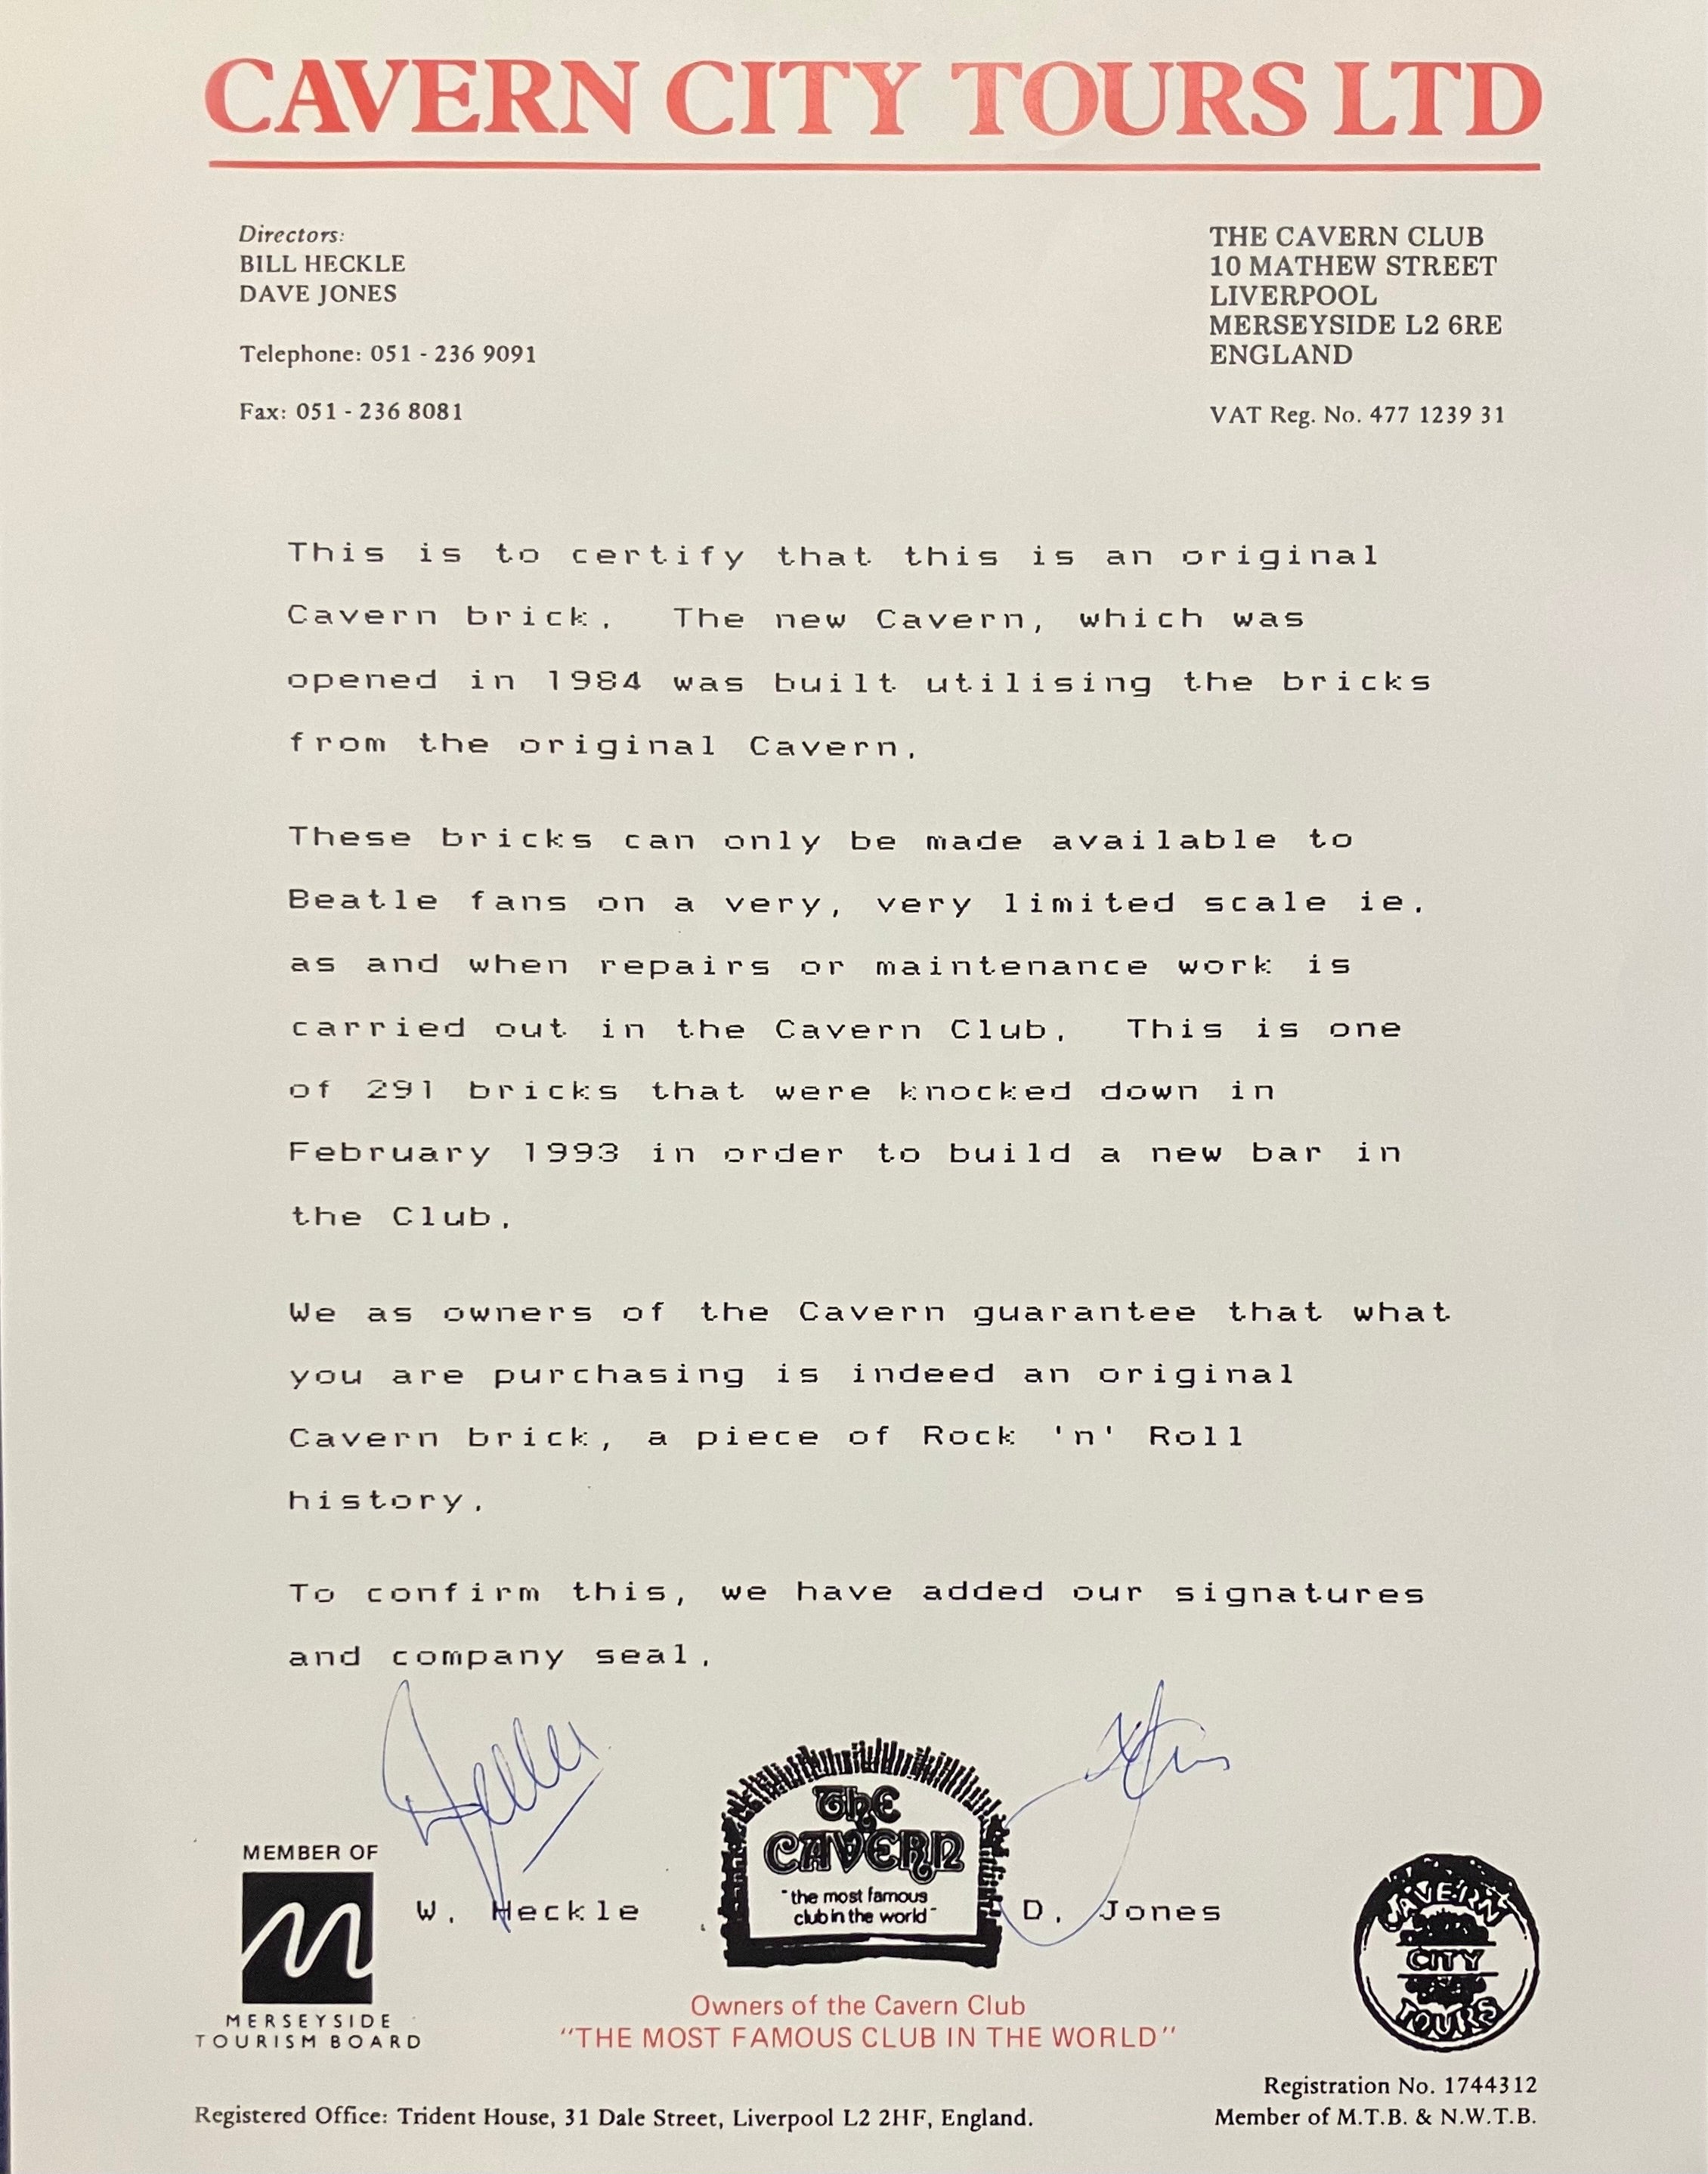 CAVERN CITY TOURS LTD
Directors:
BILL HECKLE
DAVE JONES
Telephone: 051 - 236 9091
Fax: 051 - 236 8081
THE CAVERN CLUB
10 MATHEW STREET
LIVERPOOL
MERSEYSIDE L2 6RE
ENGLAND
VAT Reg. No. 477 1239 31
This is to certify that this is an original
Cavern brick. The new Cavern, which was
opened in 1984 was built utilising the bricks
from the original Cavern.
These bricks can only be made available to
Beatle fans on a very, very limited scale ie.
as and when repairs or maintenance work is
carried out in the Cavern Club. This is one
of 291 bricks that were knocked down in
February 1993 in order to build a new bar in
the Club.
We as owners of the Cavern guarantee that what
you are purchasing is indeed an original
Cavern brick, a piece of Rock 'n' Roll
history.
To confirm this, we have added our signatures
and company seal.
MEMBER OF
MERSEYSIDE
TOURISM BOARD
W. Heckle
The
CAVERN
"the most famous
club in the world"
D. Jones
CAVERN
CITY
TOURS
Owners of the Cavern Club
"THE MOST FAMOUS CLUB IN THE WORLD"
Registration No. 1744312
Registered Office: Trident House, 31 Dale Street, Liverpool L2 2HF, England.
Member of M.T.B. & N.W.T.B.